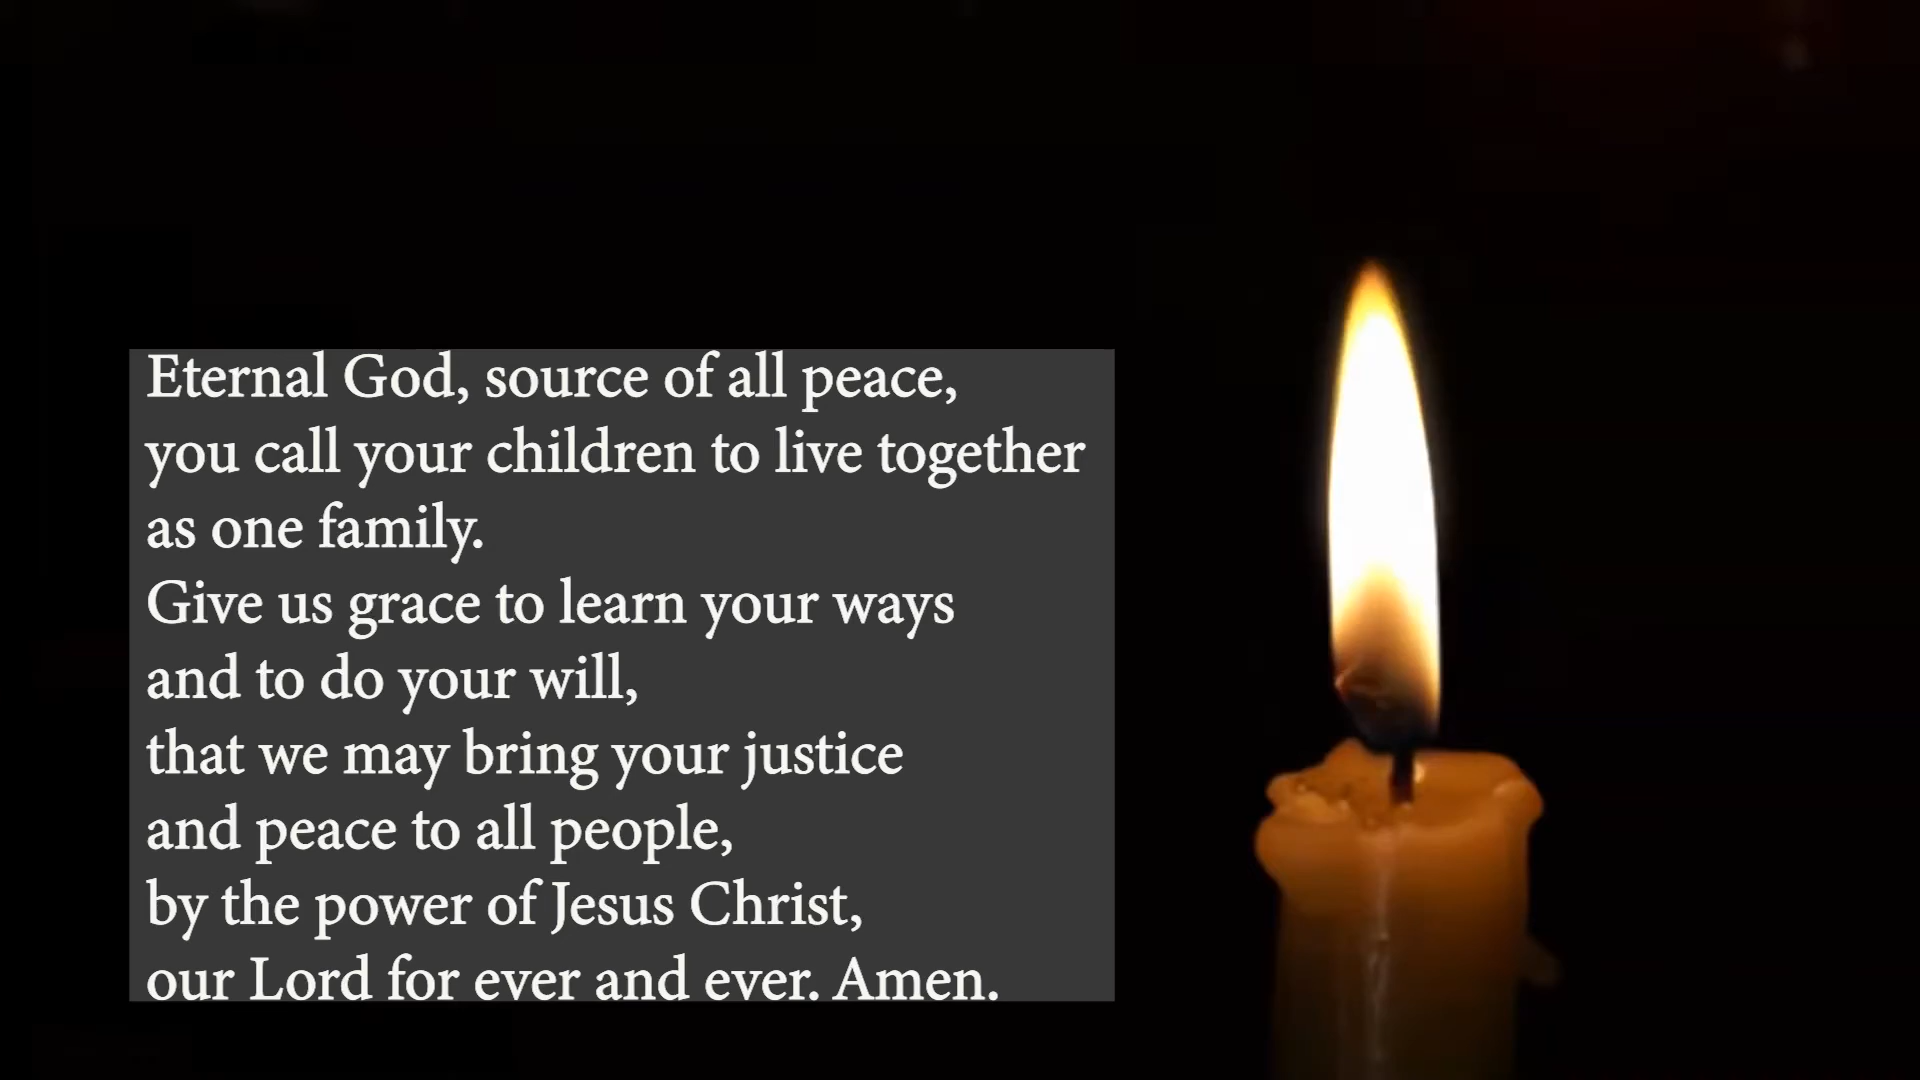 Eternal God, source of all peace,
you call your children to live together
as one family.
Give us grace to learn your ways
and to do your will,
that we may bring your justice
and peace to all people,
by the power of Jesus Christ,
our Lord for ever and ever. Amen.